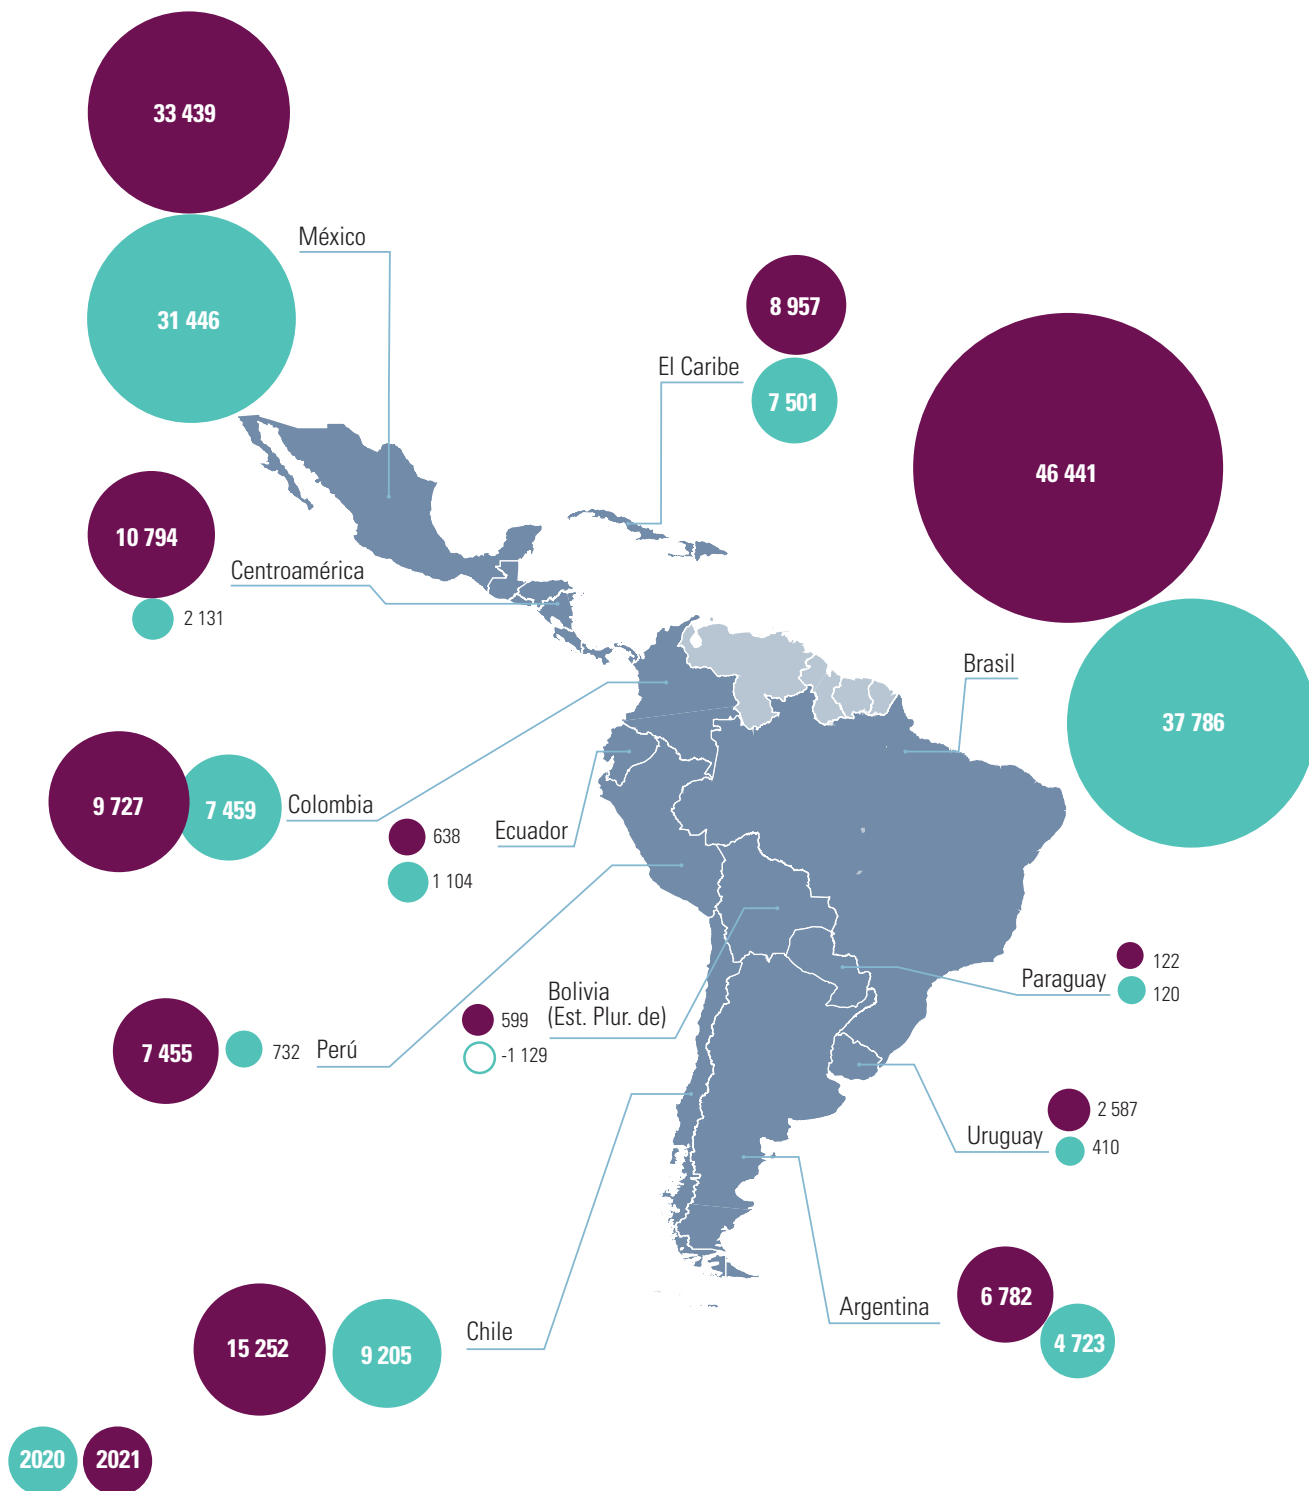 33 439
México
31 446
8 957
El Caribe
7 501
46 441
10 794
Centroamérica
2 131
Brasil
37 786
9 727
7 459
Colombia
638
Ecuador
1 104
122
Paraguay
120
Bolivia
(Est. Plur. de)
599
-1 129
7 455
732
Perú
2 587
Uruguay
410
6 782
Argentina
4 723
Chile
15 252
9 205
2020
2021